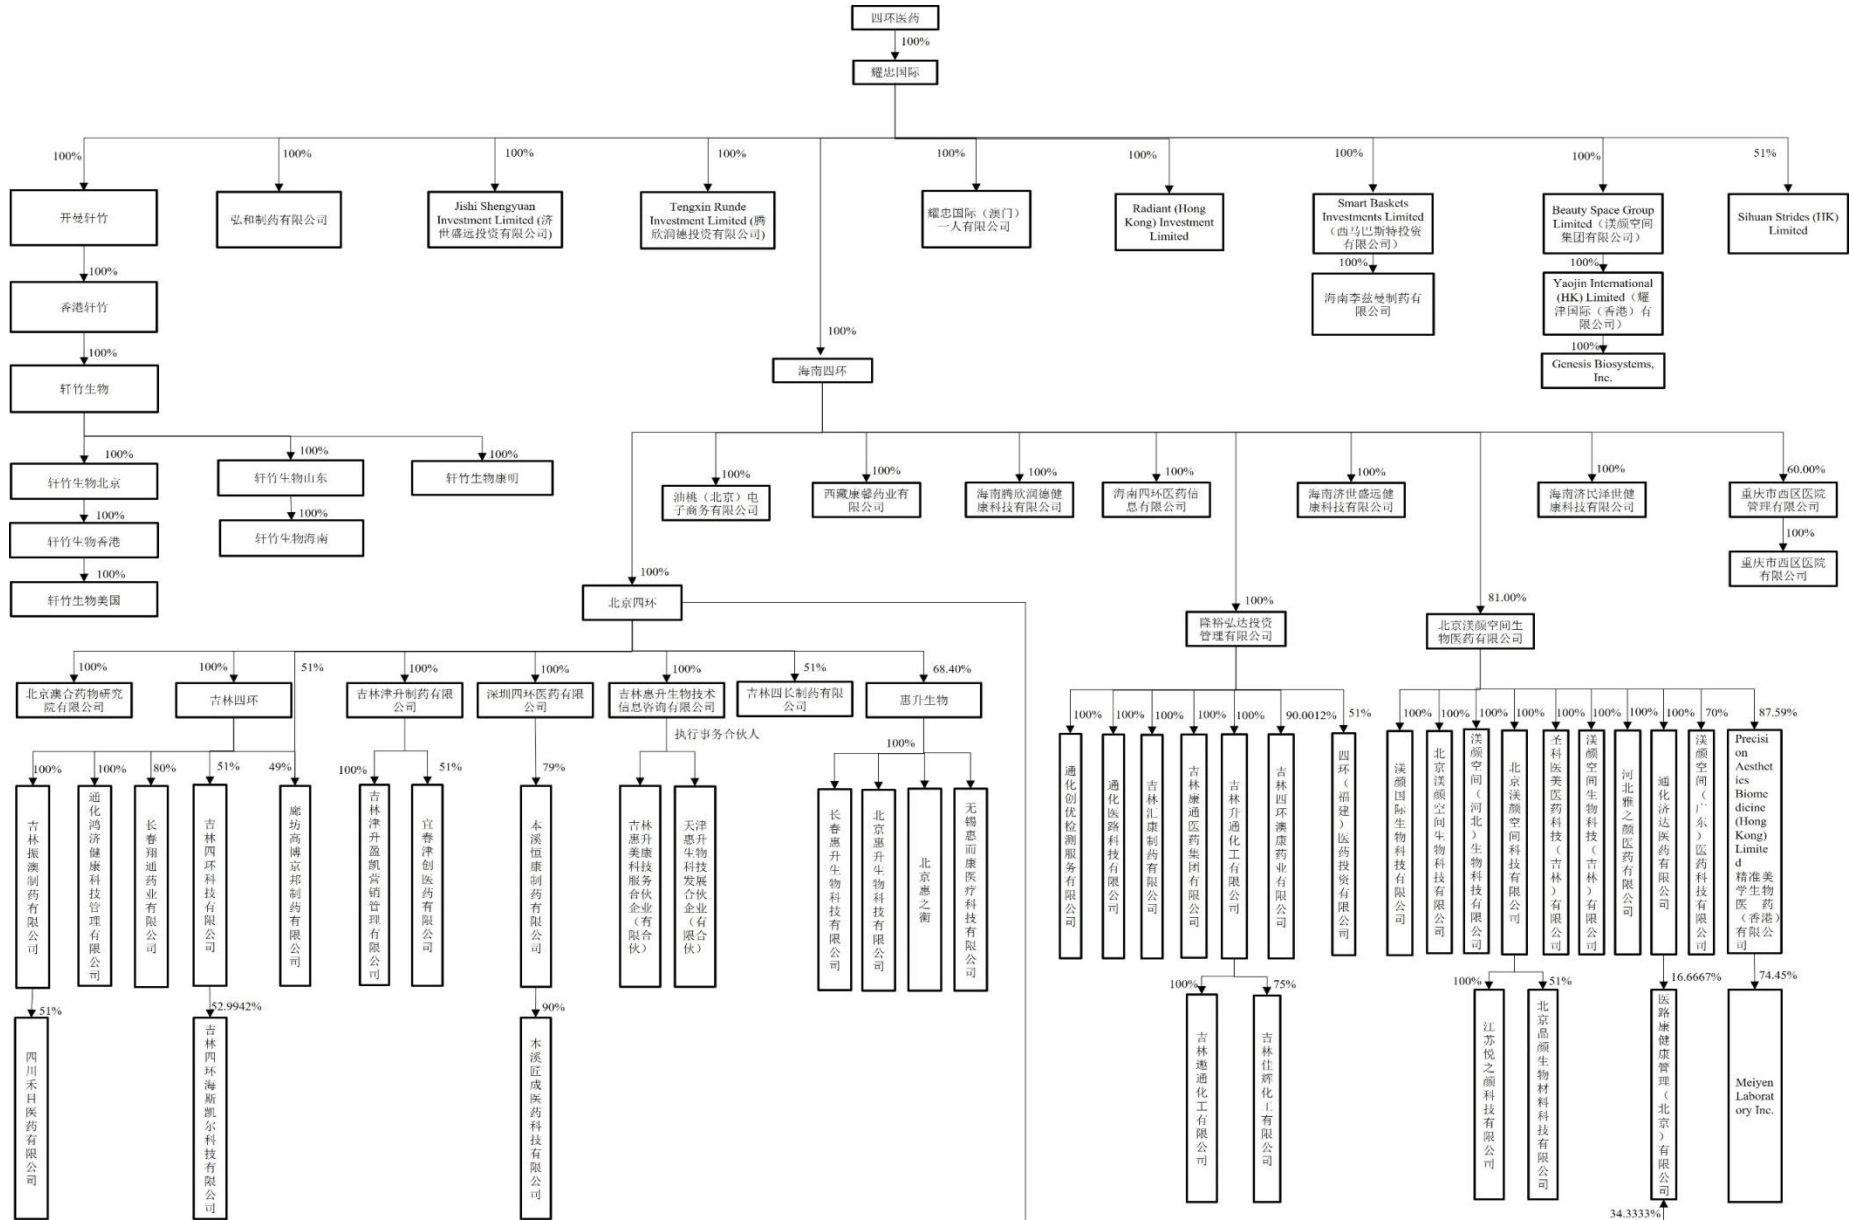 四环医药
100%
耀忠国际
100%
100%
100%
100%
100%
100%
100%
100%
51%
开曼轩竹
弘和制药有限公司
Jishi Shengyuan
Investment Limited (济
世盛远投资有限公司)
Tengxin Runde
Investment Limited (腾
欣润德投资有限公司)
耀忠国际（澳门）
一人有限公司
Radiant (Hong
Kong) Investment
Limited
Smart Baskets
Investments Limited
（西马巴斯特投资
有限公司）
Beauty Space Group
Limited（渼颜空间
集团有限公司）
Sihuan Strides (HK)
Limited
100%
100%
100%
香港轩竹
海南李兹曼制药有
限公司
Yaojin International
(HK) Limited（耀
津国际（香港）有
限公司）
100%
100%
100%
轩竹生物
海南四环
Genesis Biosystems,
Inc.
100%
100%
100%
轩竹生物北京
轩竹生物山东
轩竹生物康明
100%
100%
轩竹生物香港
轩竹生物海南
100%
轩竹生物美国
100%
100%
100%
100%
100%
100%
60.00%
油桃（北京）电
子商务有限公司
西藏康馨药业有
限公司
海南腾欣润德健
康科技有限公司
海南四环医药信
息有限公司
海南济世盛远健
康科技有限公司
海南济民泽世健
康科技有限公司
重庆市西区医院
管理有限公司
100%
重庆市西区医院
有限公司
100%
100%
81.00%
北京四环
隆裕弘达投资
管理有限公司
北京渼颜空间生
物医药有限公司
100%
100%
51%
100%
100%
100%
51%
68.40%
北京澳合药物研究
院有限公司
吉林四环
吉林津升制药有限
公司
深圳四环医药有限
公司
吉林惠升生物技术
信息咨询有限公司
吉林四长制药有限
公司
惠升生物
执行事务合伙人
100%
100%
80%
51%
49%
100%
51%
79%
100%
吉林振澳制药有限公司
通化鸿济健康科技管理有限公司
长春翔通药业有限公司
吉林四环科技有限公司
廊坊高博京邦制药有限公司
吉林津升盈凯营销管理有限公司
宜春津创医药有限公司
本溪恒康制药有限公司
吉林
惠升
美康
科技
服务
合伙
企业
（有
限合
伙）
天津
惠升
生物
科技
发展
合伙
企业
（有
限合
伙）
长春惠升生物科技有限公司
北京惠升生物科技有限公司
北京惠之衡
无锡惠而康医疗科技有限公司
51%
52.9942%
90%
四川禾目医药有限公司
吉林四环海斯凯尔科技有限公司
本溪匠成医药科技有限公司
100%
100%
100%
100%
100%
90.0012%
51%
通化创优检测服务有限公司
通化医路科技有限公司
吉林汇康制药有限公司
吉林康通医药集团有限公司
吉林升通化工有限公司
吉林四环澳康药业有限公司
四环（福建）医药投资有限公司
100%
75%
吉林遨通化工有限公司
吉林佳辉化工有限公司
100%
100%
100%
100%
100%
100%
100%
100%
70%
87.59%
渼颜国际生物科技有限公司
北京渼颜空间生物科技有限公司
渼颜空间（河北）生物科技有限公司
北京渼颜空间科技有限公司
圣科医美医药科技（吉林）有限公司
渼颜空间生物科技（吉林）有限公司
河北雅之颜医药有限公司
通化济达医药有限公司
渼颜空间（广东）医药科技有限公司
Precisi
on
Aesthet
ics
Biome
dicine
(Hong
Kong)
Limite
d
精准美
学生物
医药
（香港）
有限公
司
100%
51%
16.6667%
74.45%
江苏悦之颜科技有限公司
北京晶颜生物材料科技有限公司
医路康健康管理（北京）有限公司
Meiyen
Laborat
ory Inc.
34.3333%